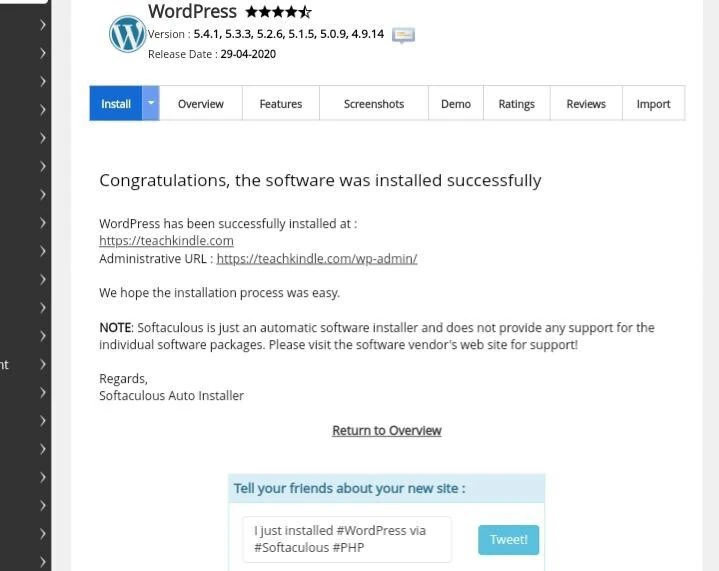 WordPress
Version : 5.4.1, 5.3.3, 5.2.6, 5.1.5, 5.0.9, 4.9.14
Release Date : 29-04-2020
Install Overview Features Screenshots Demo Ratings Reviews Import
Congratulations, the software was installed successfully
WordPress has been successfully installed at :
https://teachkindle.com
Administrative URL : https://teachkindle.com/wp-admin/
We hope the installation process was easy.
NOTE: Softaculous is just an automatic software installer and does not provide any support for the
individual software packages. Please visit the software vendor's web site for support!
Regards,
nt
Softaculous Auto Installer
Return to Overview
Tell your friends about your new site :
I just installed #WordPress via
#Softaculous #PHP
Tweet!